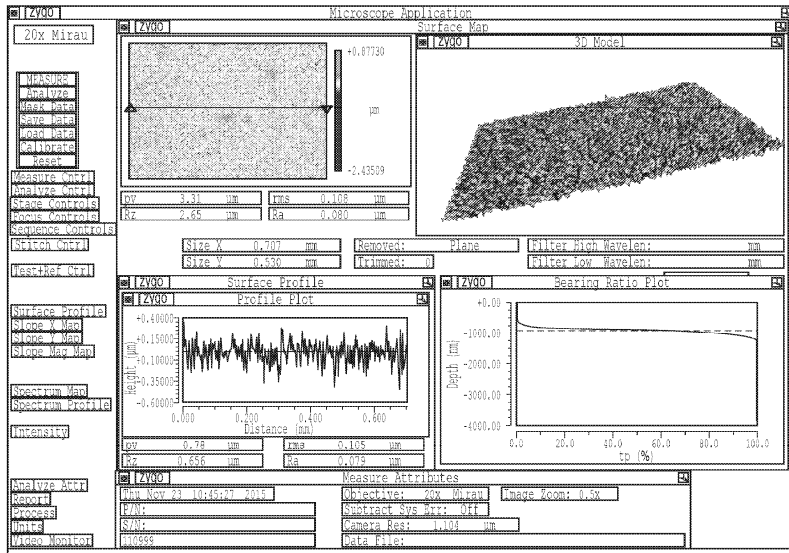 ZYGO Microscope Application
20x Mirau
MEASURE
Analyze
Mask Data
Save Data
Load Data
Calibrate
Reset
Measure Cntrl
Analyze Cntrl
Stage Controls
Focus Controls
Sequence Controls
Stitch Cntrl
Test+Ref Ctrl
Surface Profile
Slope X Map
Slope Y Map
Slope Mag Map
Spectrum Map
Spectrum Profile
Intensity
Analyze Attr
Report
Process
Units
Video Monitor
ZYGO Surface Map
+0.87730
µm
-2.43509
pv 3.31 µm
rms 0.108 µm
Rz 2.65 µm
Ra 0.080 µm
ZYGO 3D Model
Size X 0.707 mm
Size Y 0.530 mm
Removed: Plane
Trimmed: 0
Filter High Wavelen: mm
Filter Low Wavelen: mm
ZYGO Surface Profile
ZYGO Profile Plot
+0.40000
+0.15000
-0.10000
-0.35000
-0.60000
Height (µm)
0.000 0.200 0.400 0.600
Distance (mm)
pv 0.78 µm
rms 0.105 µm
Rz 0.656 µm
Ra 0.079 µm
ZYGO Bearing Ratio Plot
+0.00
-1000.00
-2000.00
-3000.00
-4000.00
Depth (nm)
0.0 20.0 40.0 60.0 80.0 100.0
tp (%)
ZYGO Measure Attributes
Thu Nov 23 10:45:27 2015
P/N:
S/N:
110999
Objective: 20x Mirau
Image Zoom: 0.5x
Subtract Sys Err: Off
Camera Res: 1.104 µm
Data File: